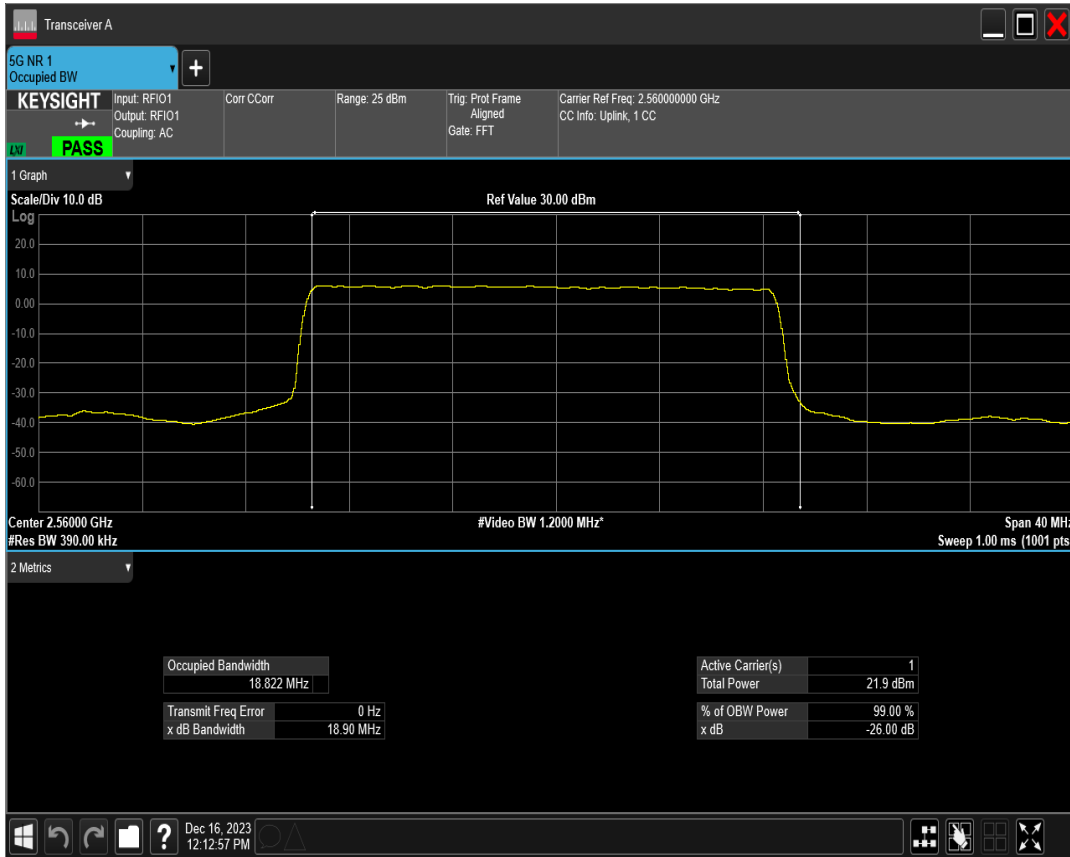 Transceiver A
5G NR 1
Occupied BW
KEYSIGHT
Input: RFIO1
Output: RFIO1
Coupling: AC
Corr CCorr
Range: 25 dBm
Trig: Prot Frame
Aligned
Gate: FFT
Carrier Ref Freq: 2.560000000 GHz
CC Info: Uplink, 1 CC
LXI
PASS
1 Graph
Scale/Div 10.0 dB
Ref Value 30.00 dBm
Log
20.0
10.0
0.00
-10.0
-20.0
-30.0
-40.0
-50.0
-60.0
Center 2.56000 GHz
#Video BW 1.2000 MHz*
Span 40 MHz
#Res BW 390.00 kHz
Sweep 1.00 ms (1001 pts
2 Metrics
Occupied Bandwidth
18.822 MHz
Transmit Freq Error 0 Hz
x dB Bandwidth 18.90 MHz
Active Carrier(s) 1
Total Power 21.9 dBm
% of OBW Power 99.00 %
x dB -26.00 dB
?
Dec 16, 2023
12:12:57 PM